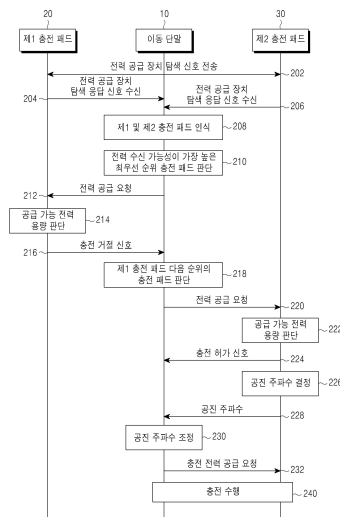 20
10
30
제1 충전 패드
이동 단말
제2 충전 패드
전력 공급 장치 탐색 신호 전송
202
전력 공급 장치
탐색 응답 신호 수신
204
전력 공급 장치
탐색 응답 신호 수신
206
제1 및 제2 충전 패드 인식
208
전력 수신 가능성이 가장 높은
최우선 순위 충전 패드 판단
210
212
전력 공급 요청
공급 가능 전력
용량 판단
214
216
충전 거절 신호
제1 충전 패드 다음 순위의
충전 패드 판단
218
전력 공급 요청
220
공급 가능 전력
용량 판단
222
충전 허가 신호
224
공진 주파수 결정
226
공진 주파수
228
공진 주파수 조정
230
충전 전력 공급 요청
232
충전 수행
240